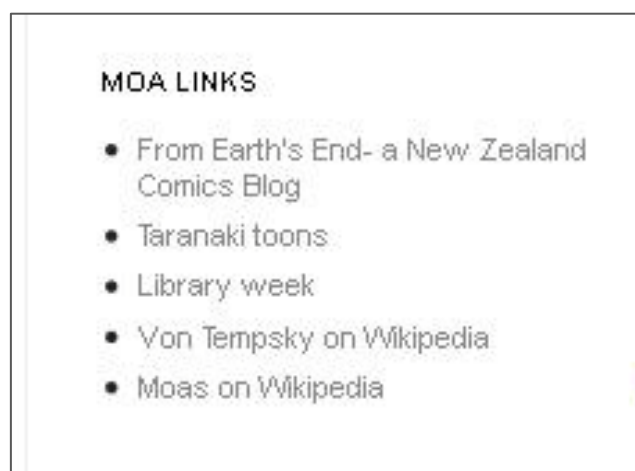 MOA LINKS
From Earth's End- a New Zealand
Comics Blog
Taranaki toons
Library week
Von Tempsky on Wikipedia
Moas on Wikipedia